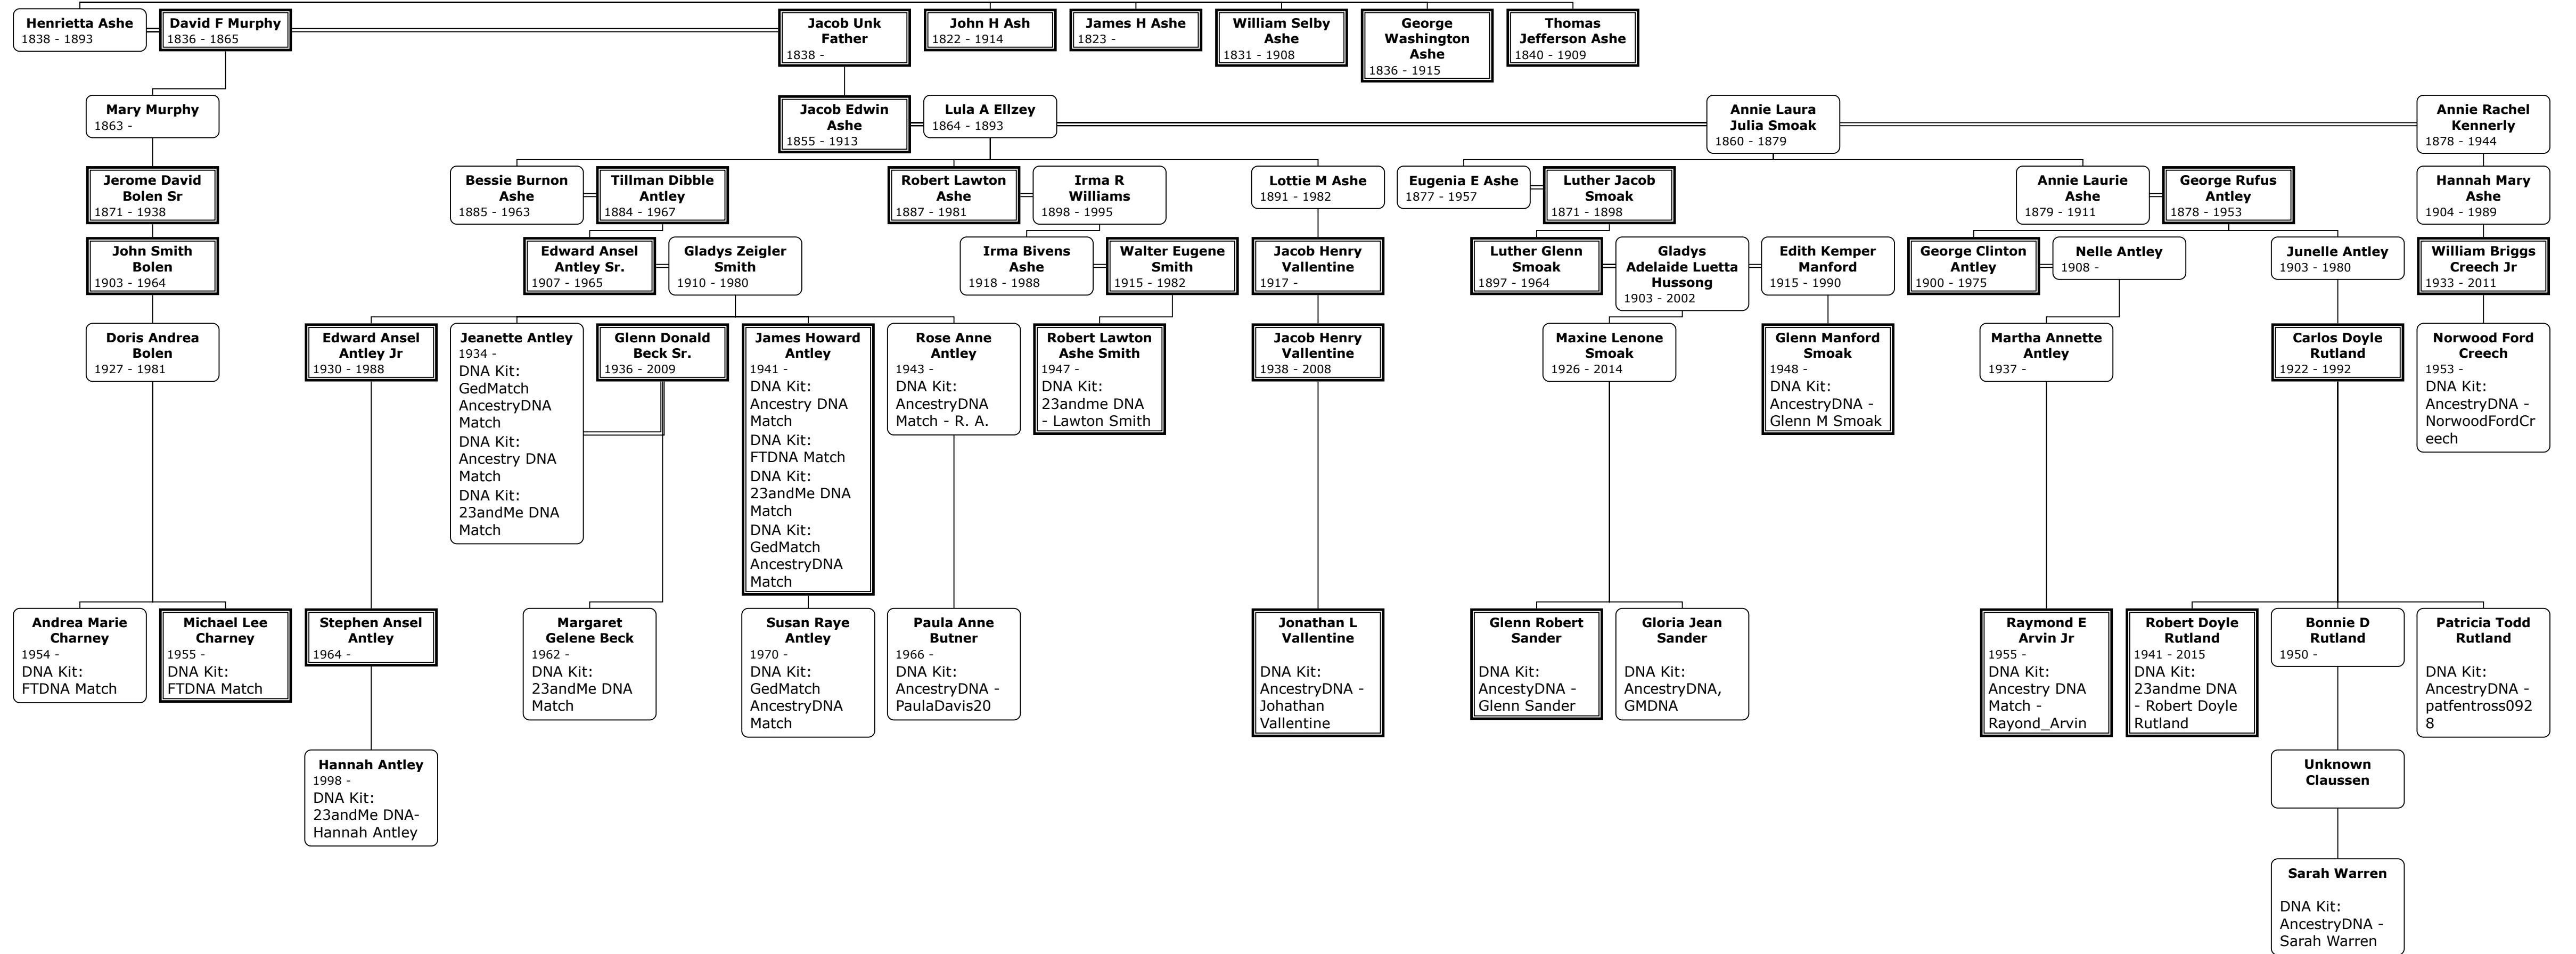 Henrietta Ashe
1838 - 1893
David F Murphy
1836 - 1865
Jacob Unk
Father
1838 -
John H Ash
1822 - 1914
James H Ashe
1823 -
William Selby
Ashe
1831 - 1908
George
Washington
Ashe
1836 - 1915
Thomas
Jefferson Ashe
1840 - 1909
Mary Murphy
1863 -
Jacob Edwin
Ashe
1855 - 1913
Lula A Ellzey
1864 - 1893
Annie Laura
Julia Smoak
1860 - 1879
Annie Rachel
Kennerly
1878 - 1944
Jerome David
Bolen Sr
1871 - 1938
Bessie Burnon
Ashe
1885 - 1963
Tillman Dibble
Antley
1884 - 1967
Robert Lawton
Ashe
1887 - 1981
Irma R
Williams
1898 - 1995
Lottie M Ashe
1891 - 1982
Eugenia E Ashe
1877 - 1957
Luther Jacob
Smoak
1871 - 1898
Annie Laurie
Ashe
1879 - 1911
George Rufus
Antley
1878 - 1953
Hannah Mary
Ashe
1904 - 1989
John Smith
Bolen
1903 - 1964
Edward Ansel
Antley Sr.
1907 - 1965
Gladys Zeigler
Smith
1910 - 1980
Irma Bivens
Ashe
1918 - 1988
Walter Eugene
Smith
1915 - 1982
Jacob Henry
Vallentine
1917 -
Luther Glenn
Smoak
1897 - 1964
Gladys
Adelaide Luetta
Hussong
1903 - 2002
Edith Kemper
Manford
1915 - 1990
George Clinton
Antley
1900 - 1975
Nelle Antley
1908 -
Junelle Antley
1903 - 1980
William Briggs
Creech Jr
1933 - 2011
Doris Andrea
Bolen
1927 - 1981
Edward Ansel
Antley Jr
1930 - 1988
Jeanette Antley
1934 -
DNA Kit:
GedMatch
AncestryDNA
Match
DNA Kit:
Ancestry DNA
Match
DNA Kit:
23andMe DNA
Match
Glenn Donald
Beck Sr.
1936 - 2009
James Howard
Antley
1941 -
DNA Kit:
Ancestry DNA
Match
DNA Kit:
FTDNA Match
DNA Kit:
23andMe DNA
Match
DNA Kit:
GedMatch
AncestryDNA
Match
Rose Anne
Antley
1943 -
DNA Kit:
AncestryDNA
Match - R. A.
Robert Lawton
Ashe Smith
1947 -
DNA Kit:
23andme DNA
- Lawton Smith
Jacob Henry
Vallentine
1938 - 2008
Maxine Lenone
Smoak
1926 - 2014
Glenn Manford
Smoak
1948 -
DNA Kit:
AncestryDNA -
Glenn M Smoak
Martha Annette
Antley
1937 -
Carlos Doyle
Rutland
1922 - 1992
Norwood Ford
Creech
1953 -
DNA Kit:
AncestryDNA -
NorwoodFordCr
eech
Andrea Marie
Charney
1954 -
DNA Kit:
FTDNA Match
Michael Lee
Charney
1955 -
DNA Kit:
FTDNA Match
Stephen Ansel
Antley
1964 -
Margaret
Gelene Beck
1962 -
DNA Kit:
23andMe DNA
Match
Susan Raye
Antley
1970 -
DNA Kit:
GedMatch
AncestryDNA
Match
Paula Anne
Butner
1966 -
DNA Kit:
AncestryDNA -
PaulaDavis20
Jonathan L
Vallentine
DNA Kit:
AncestryDNA -
Johathan
Vallentine
Glenn Robert
Sander
DNA Kit:
AncestyDNA -
Glenn Sander
Gloria Jean
Sander
DNA Kit:
AncestryDNA,
GMDNA
Raymond E
Arvin Jr
1955 -
DNA Kit:
Ancestry DNA
Match -
Rayond_Arvin
Robert Doyle
Rutland
1941 - 2015
DNA Kit:
23andme DNA
- Robert Doyle
Rutland
Bonnie D
Rutland
1950 -
Patricia Todd
Rutland
DNA Kit:
AncestryDNA -
patfentross092
8
Hannah Antley
1998 -
DNA Kit:
23andMe DNA-
Hannah Antley
Unknown
Claussen
Sarah Warren
DNA Kit:
AncestryDNA -
Sarah Warren